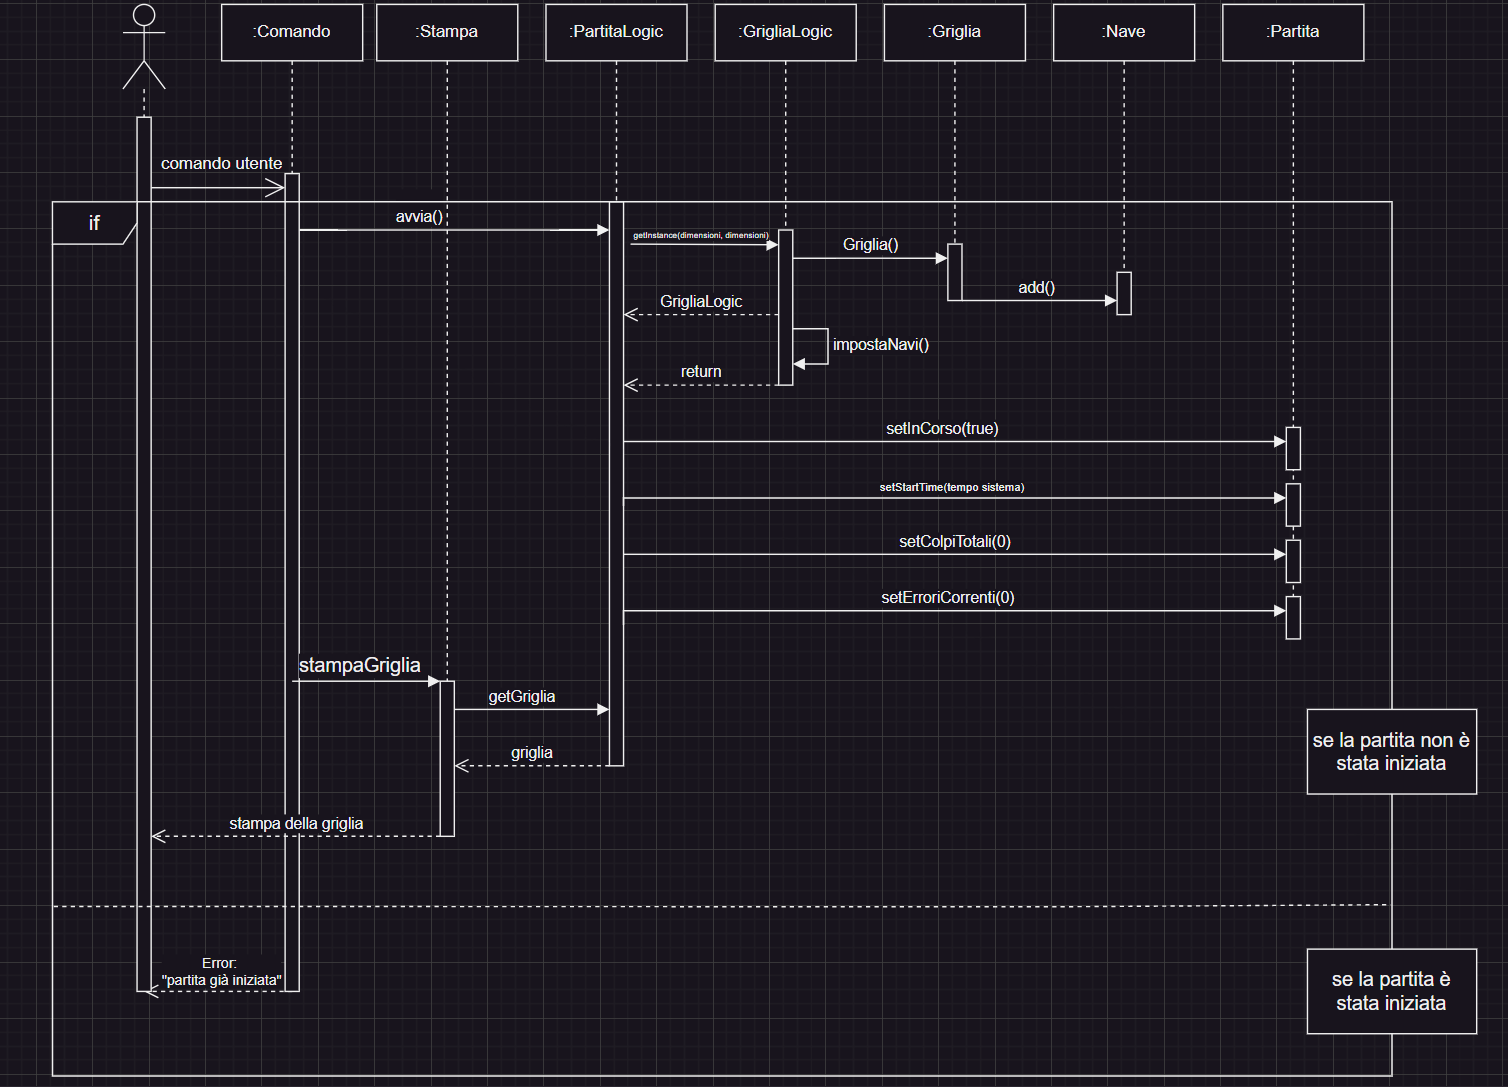 :Comando
:Stampa
:PartitaLogic
:GrigliaLogic
:Griglia
:Nave
:Partita
comando utente
if
avvia()
getInstance(dimensioni, dimensioni)
Griglia()
add()
GrigliaLogic
impostaNavi()
return
setInCorso(true)
setStartTime(tempo sistema)
setColpiTotali(0)
setErroriCorrenti(0)
stampaGriglia
getGriglia
se la partita non è
stata iniziata
griglia
stampa della griglia
Error:
"partita già iniziata"
se la partita è
stata iniziata